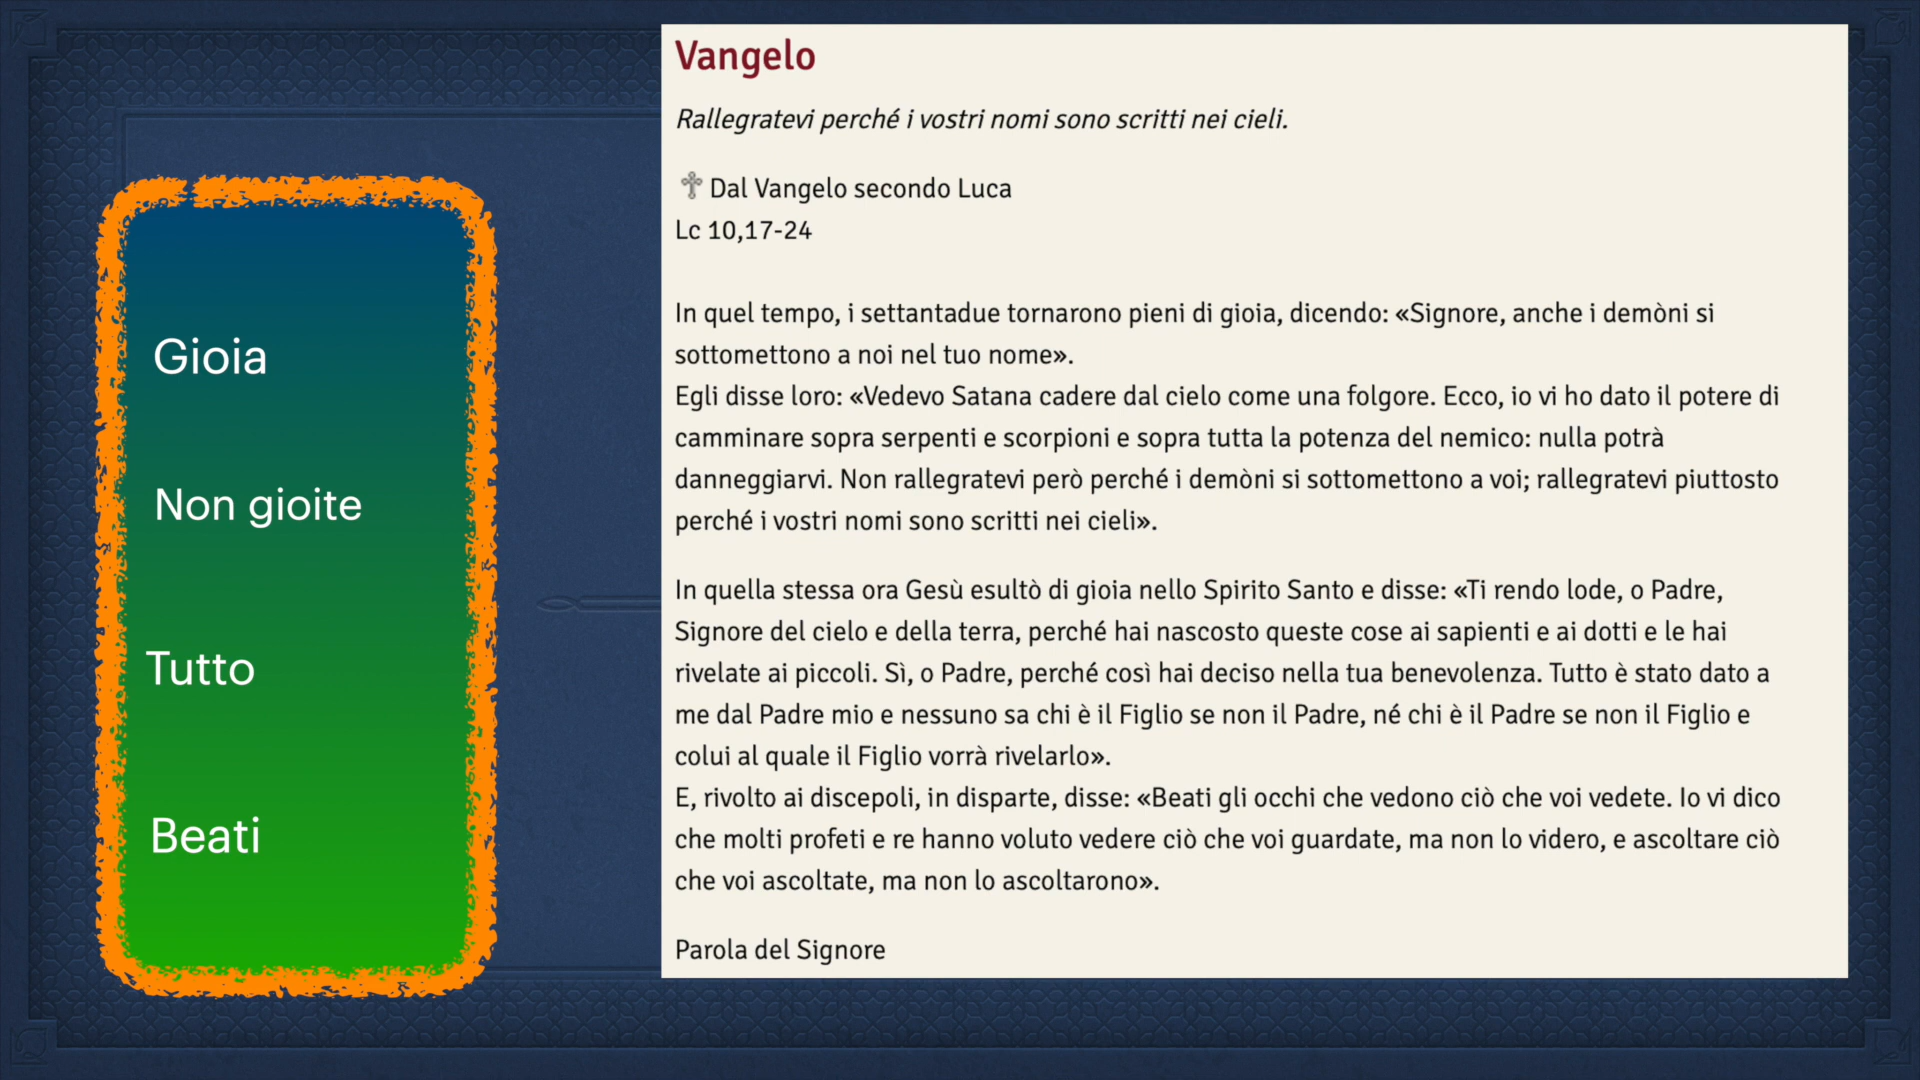 Gioia
Non gioite
Tutto
Beati
Vangelo
Rallegratevi perché i vostri nomi sono scritti nei cieli.
Dal Vangelo secondo Luca
Lc 10,17-24
In quel tempo, i settantadue tornarono pieni di gioia, dicendo: «Signore, anche i demòni si
sottomettono a noi nel tuo nome».
Egli disse loro: «Vedevo Satana cadere dal cielo come una folgore. Ecco, io vi ho dato il potere di
camminare sopra serpenti e scorpioni e sopra tutta la potenza del nemico: nulla potrà
danneggiarvi. Non rallegratevi però perché i demòni si sottomettono a voi; rallegratevi piuttosto
perché i vostri nomi sono scritti nei cieli».
In quella stessa ora Gesù esultò di gioia nello Spirito Santo e disse: «Ti rendo lode, o Padre,
Signore del cielo e della terra, perché hai nascosto queste cose ai sapienti e ai dotti e le hai
rivelate ai piccoli. Sì, o Padre, perché così hai deciso nella tua benevolenza. Tutto è stato dato a
me dal Padre mio e nessuno sa chi è il Figlio se non il Padre, né chi è il Padre se non il Figlio e
colui al quale il Figlio vorrà rivelarlo».
E, rivolto ai discepoli, in disparte, disse: «Beati gli occhi che vedono ciò che voi vedete. Io vi dico
che molti profeti e re hanno voluto vedere ciò che voi guardate, ma non lo videro, e ascoltare ciò
che voi ascoltate, ma non lo ascoltarono».
Parola del Signore